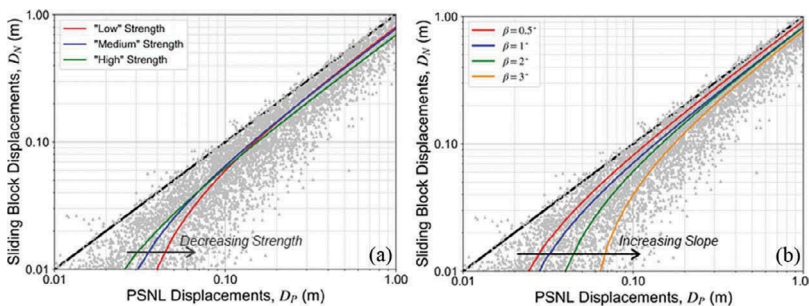 1.00
0.10
0.01
Sliding Block Displacements, D_N (m)
"Low" Strength
"Medium" Strength
"High" Strength
Decreasing Strength
(a)
0.01
0.10
1.00
PSNL Displacements, D_P (m)
1.00
0.10
0.01
Sliding Block Displacements, D_N (m)
β = 0.5°
β = 1°
β = 2°
β = 3°
Increasing Slope
(b)
0.01
0.10
1.00
PSNL Displacements, D_P (m)